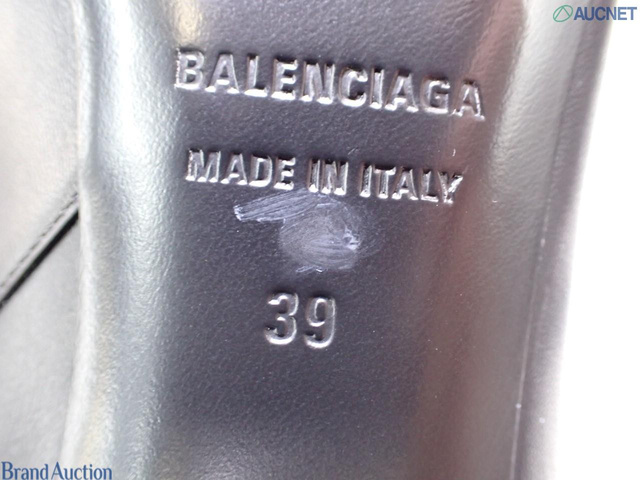 AUCNET
BALENCIAGA
MADE IN ITALY
39
Brand Auction